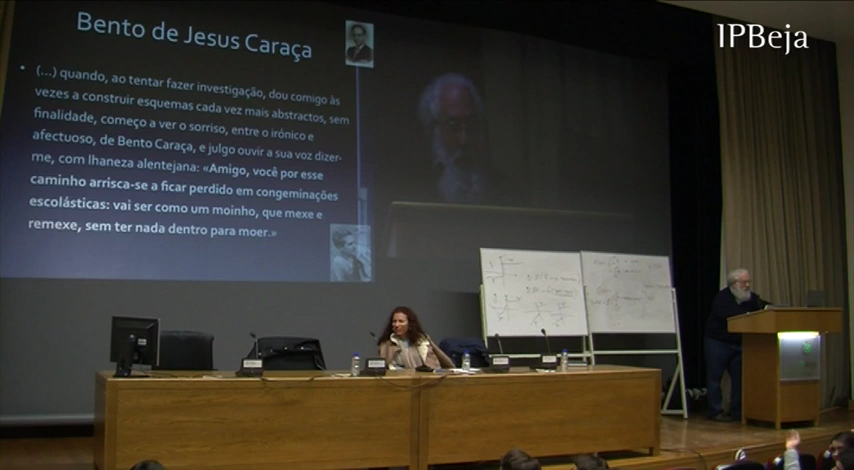 IPBeja
Bento de Jesus Caraça
• (...) quando, ao tentar fazer investigação, dou comigo às
vezes a construir esquemas cada vez mais abstractos, sem
finalidade, começo a ver o sorriso, entre o irónico e
afectuoso, de Bento Caraça, e julgo ouvir a sua voz dizer-
me, com lhaneza alentejana: «Amigo, você por esse
caminho arrisca-se a ficar perdido em congeminações
escolásticas: vai ser como um moinho, que mexe e
remexe, sem ter nada dentro para moer.»